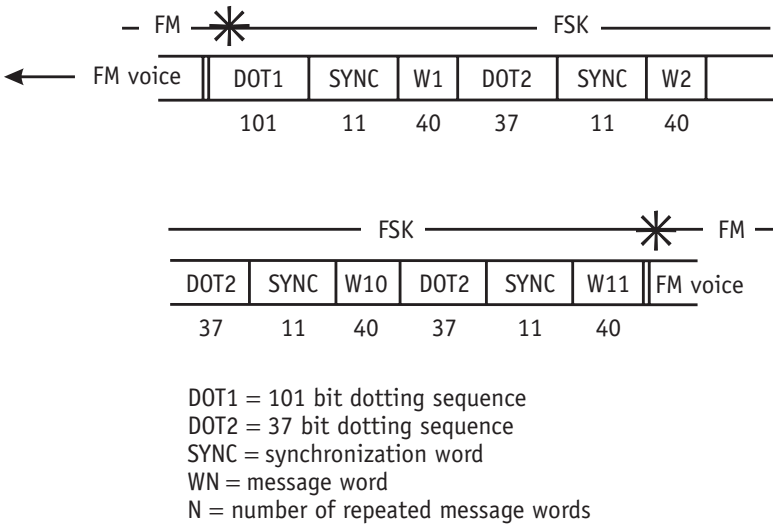 FM FSK
FM voice DOT1 SYNC W1 DOT2 SYNC W2
101 11 40 37 11 40
FSK FM
DOT2 SYNC W10 DOT2 SYNC W11 FM voice
37 11 40 37 11 40
DOT1 = 101 bit dotting sequence
DOT2 = 37 bit dotting sequence
SYNC = synchronization word
WN = message word
N = number of repeated message words